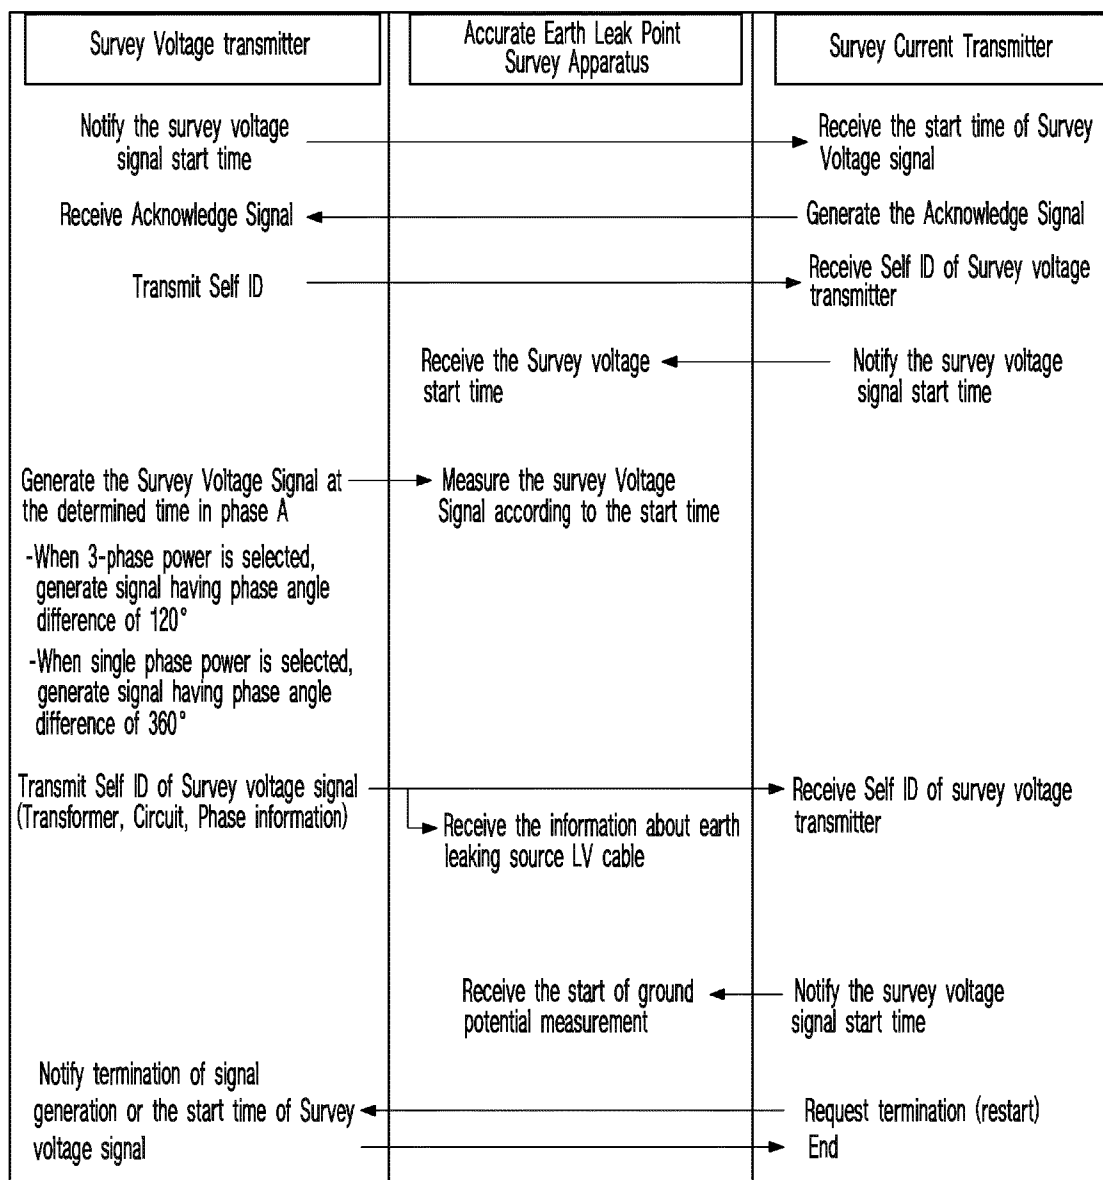 Survey Voltage transmitter
Accurate Earth Leak Point
Survey Apparatus
Survey Current Transmitter
Notify the survey voltage
signal start time
Receive the start time of Survey
Voltage signal
Receive Acknowledge Signal
Generate the Acknowledge Signal
Transmit Self ID
Receive Self ID of Survey voltage
transmitter
Receive the Survey voltage
start time
Notify the survey voltage
signal start time
Generate the Survey Voltage Signal at
the determined time in phase A
Measure the survey Voltage
Signal according to the start time
-When 3-phase power is selected,
generate signal having phase angle
difference of 120°
-When single phase power is selected,
generate signal having phase angle
difference of 360°
Transmit Self ID of Survey voltage signal
(Transformer, Circuit, Phase information)
Receive Self ID of survey voltage
transmitter
Receive the information about earth
leaking source LV cable
Receive the start of ground
potential measurement
Notify the survey voltage
signal start time
Notify termination of signal
generation or the start time of Survey
voltage signal
Request termination (restart)
End